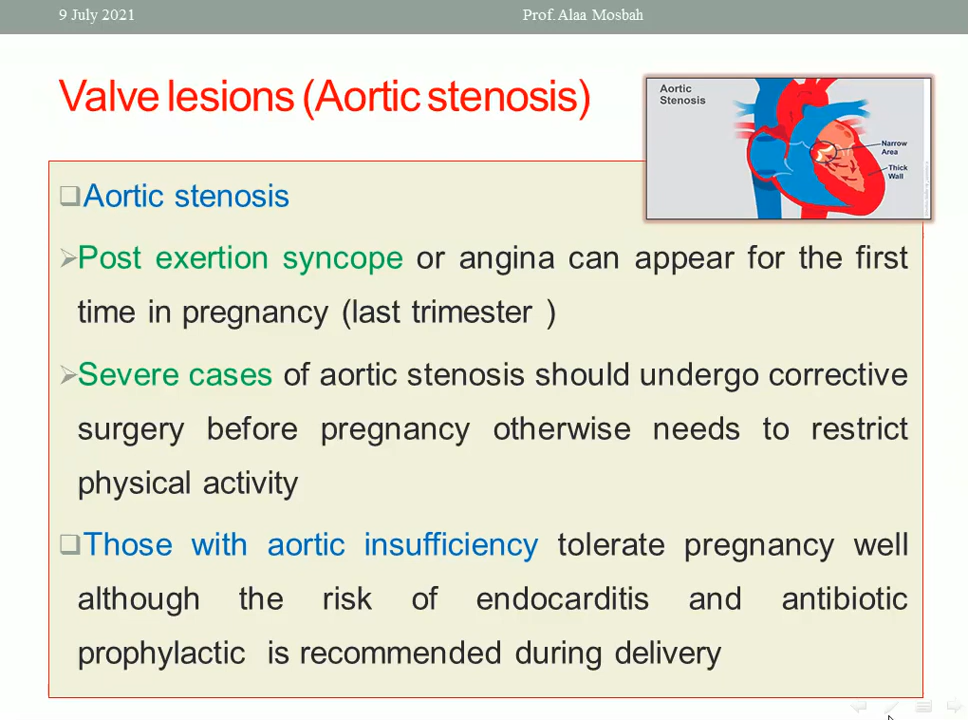 9 July 2021
Prof. Alaa Mosbah
Valve lesions (Aortic stenosis)
Aortic
Stenosis
Narrow
Area
Thick
Wall
Aortic stenosis
Post exertion syncope or angina can appear for the first
time in pregnancy (last trimester )
Severe cases of aortic stenosis should undergo corrective
surgery before pregnancy otherwise needs to restrict
physical activity
Those with aortic insufficiency tolerate pregnancy well
although the risk of endocarditis and antibiotic
prophylactic is recommended during delivery